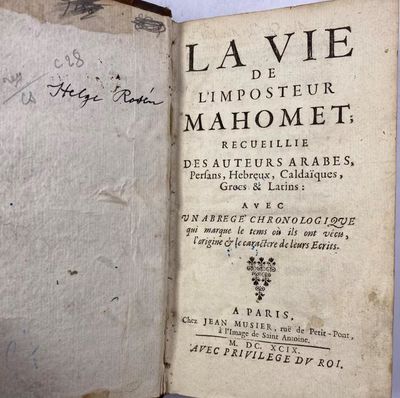 c28
Helge Rosén
LA VIE
DE
L'IMPOSTEUR
MAHOMET;
RECUEILLIE
DES AUTEURS ARABES,
Persans, Hebreux, Caldaïques,
Grecs & Latins:
AVEC
UN ABREGÉ CHRONOLOGIQUE
qui marque le tems où ils ont vécu,
l'origine & le caractere de leurs Ecrits.
A PARIS,
Chez JEAN MUSIER, ruë de Petit-Pont,
à l'Image de Saint Antoine.
M. DC. XCIX.
AVEC PRIVILEGE DV ROI.